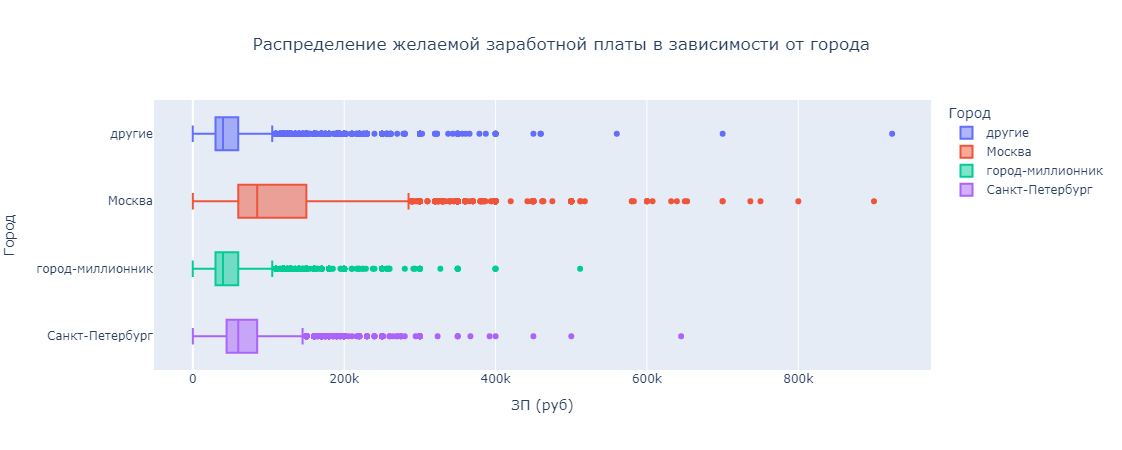 Распределение желаемой заработной платы в зависимости от города
Город
другие
Москва
город-миллионник
Санкт-Петербург
0
200k
400k
600k
800k
ЗП (руб)
Город
другие
Москва
город-миллионник
Санкт-Петербург